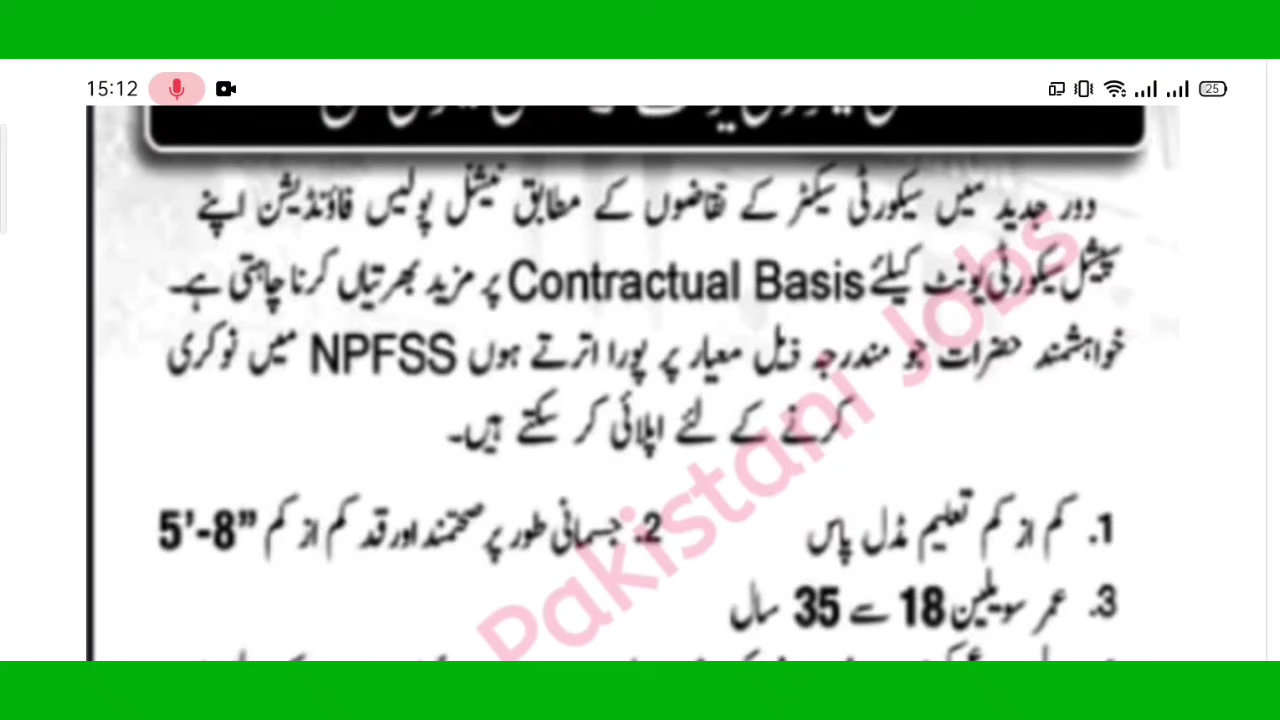 15:12
25
دور جدید میں سیکورٹی سیکٹر کے تقاضوں کے مطابق نیشنل پولیس فاؤنڈیشن اپنے
سپیشل سیکورٹی یونٹ کیلئے Contractual Basis پر مزید بھرتیاں کرنا چاہتی ہے۔
خواہشمند حضرات جو مندرجہ ذیل معیار پر پورا اترتے ہوں NPFSS میں نوکری
کرنے کے لئے اپلائی کر سکتے ہیں۔
1. کم از کم تعلیم مڈل پاس
2. جسمانی طور پر صحتمند اور قد کم از کم 5'-8"
3. عمر سویلین 18 سے 35 سال
Pakistani Jobs